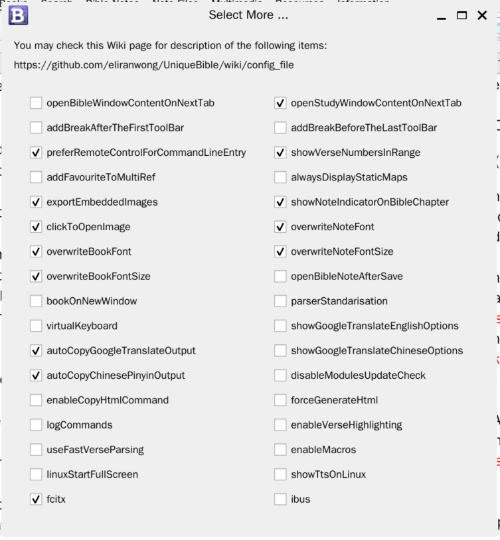 Select More ...
You may check this Wiki page for description of the following items:
https://github.com/eliranwong/UniqueBible/wiki/config_file
openBibleWindowContentOnNextTab openStudyWindowContentOnNextTab
addBreakAfterTheFirstToolBar addBreakBeforeTheLastToolBar
preferRemoteControlForCommandLineEntry showVerseNumbersInRange
addFavouriteToMultiRef alwaysDisplayStaticMaps
exportEmbeddedImages showNoteIndicatorOnBibleChapter
clickToOpenImage overwriteNoteFont
overwriteBookFont overwriteNoteFontSize
overwriteBookFontSize openBibleNoteAfterSave
bookOnNewWindow parserStandarisation
virtualKeyboard showGoogleTranslateEnglishOptions
autoCopyGoogleTranslateOutput showGoogleTranslateChineseOptions
autoCopyChinesePinyinOutput disableModulesUpdateCheck
enableCopyHtmlCommand forceGenerateHtml
logCommands enableVerseHighlighting
useFastVerseParsing enableMacros
linuxStartFullScreen showTtsOnLinux
fcitx ibus